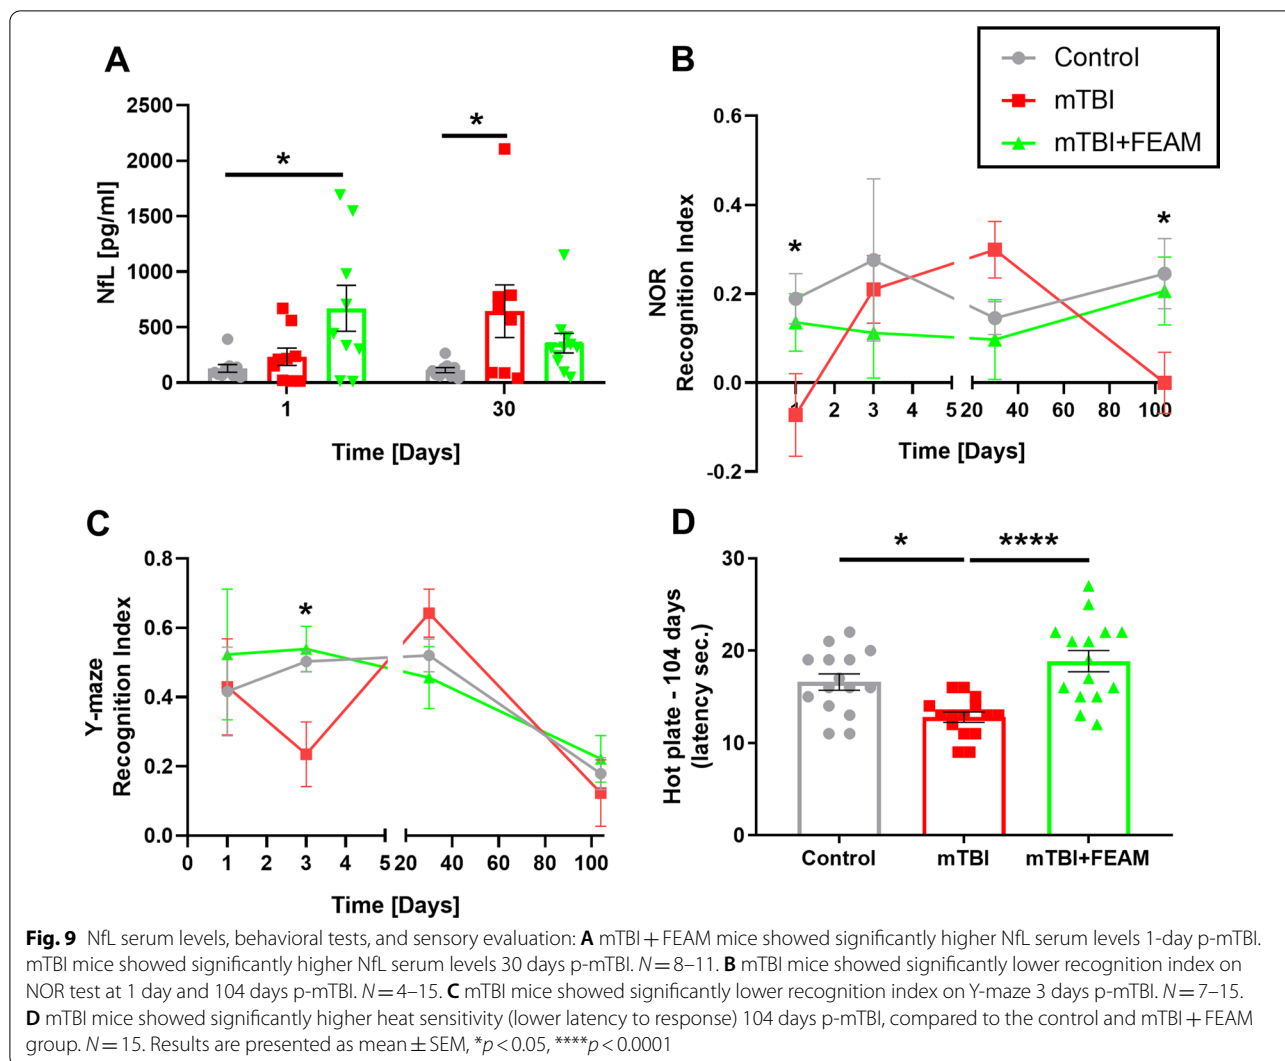 A
2500
2000
1500
1000
500
0
NfL [pg/ml]
*
*
1
30
Time [Days]
B
Control
mTBI
mTBI+FEAM
0.6
0.4
0.2
0.0
-0.2
NOR
Recognition Index
*
*
1 2 3 4 5 20 40 60 80 100
Time [Days]
C
0.8
0.6
0.4
0.2
0.0
Y-maze
Recognition Index
*
0 1 2 3 4 5 20 40 60 80 100
Time [Days]
D
30
20
10
0
Hot plate - 104 days
(latency sec.)
* ****
Control mTBI mTBI+FEAM
Fig. 9 NfL serum levels, behavioral tests, and sensory evaluation: A mTBI + FEAM mice showed significantly higher NfL serum levels 1-day p-mTBI.
mTBI mice showed significantly higher NfL serum levels 30 days p-mTBI. N = 8–11. B mTBI mice showed significantly lower recognition index on
NOR test at 1 day and 104 days p-mTBI. N = 4–15. C mTBI mice showed significantly lower recognition index on Y-maze 3 days p-mTBI. N = 7–15.
D mTBI mice showed significantly higher heat sensitivity (lower latency to response) 104 days p-mTBI, compared to the control and mTBI + FEAM
group. N = 15. Results are presented as mean ± SEM, *p < 0.05, ****p < 0.0001